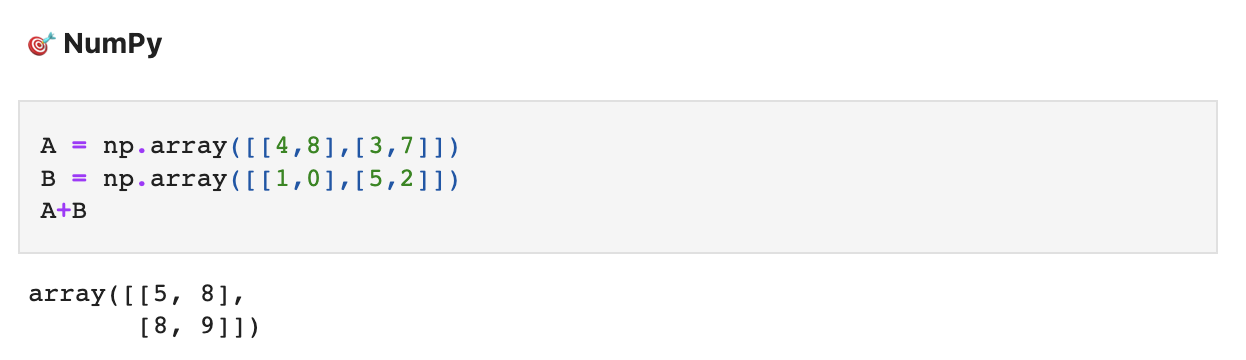 🎯 NumPy
A = np.array([[4,8],[3,7]])
B = np.array([[1,0],[5,2]])
A+B
array([[5, 8],
       [8, 9]])